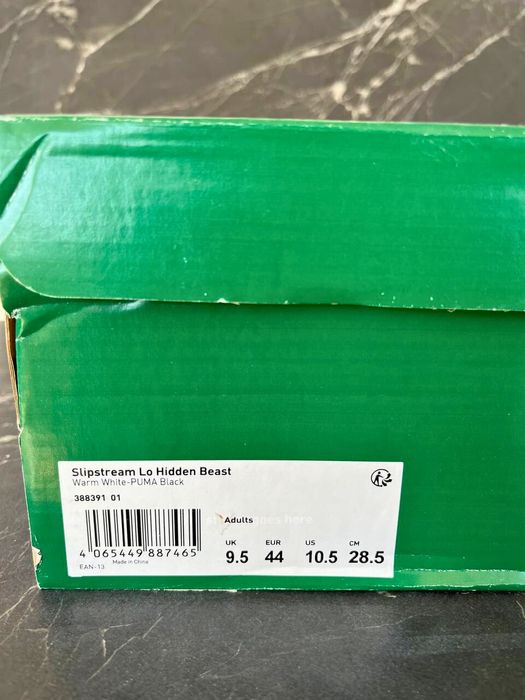 Slipstream Lo Hidden Beast
Warm White-PUMA Black
388391 01
Adults
4 065449 887465
EAN-13
Made in China
UK EUR US CM
9.5 44 10.5 28.5